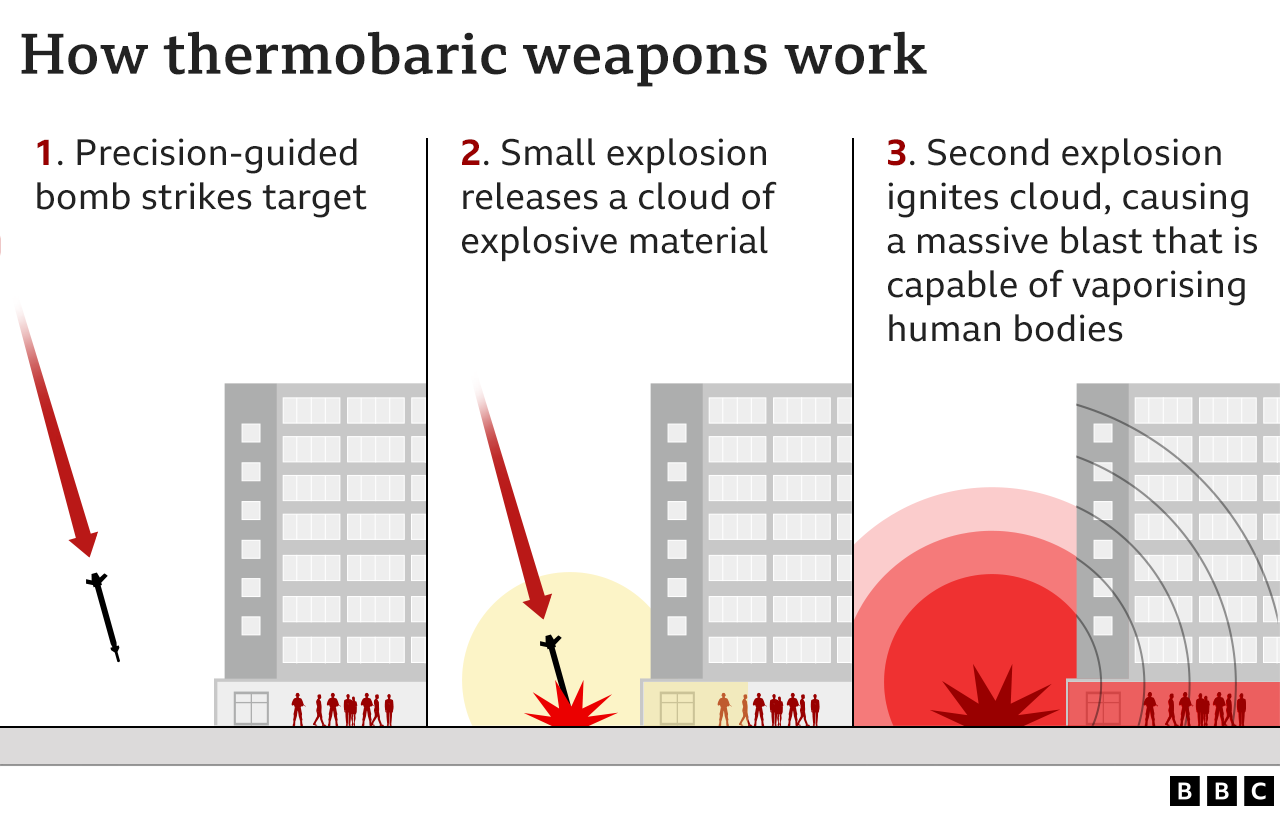 How thermobaric weapons work
1. Precision-guided
bomb strikes target
2. Small explosion
releases a cloud of
explosive material
3. Second explosion
ignites cloud, causing
a massive blast that is
capable of vaporising
human bodies
BBC